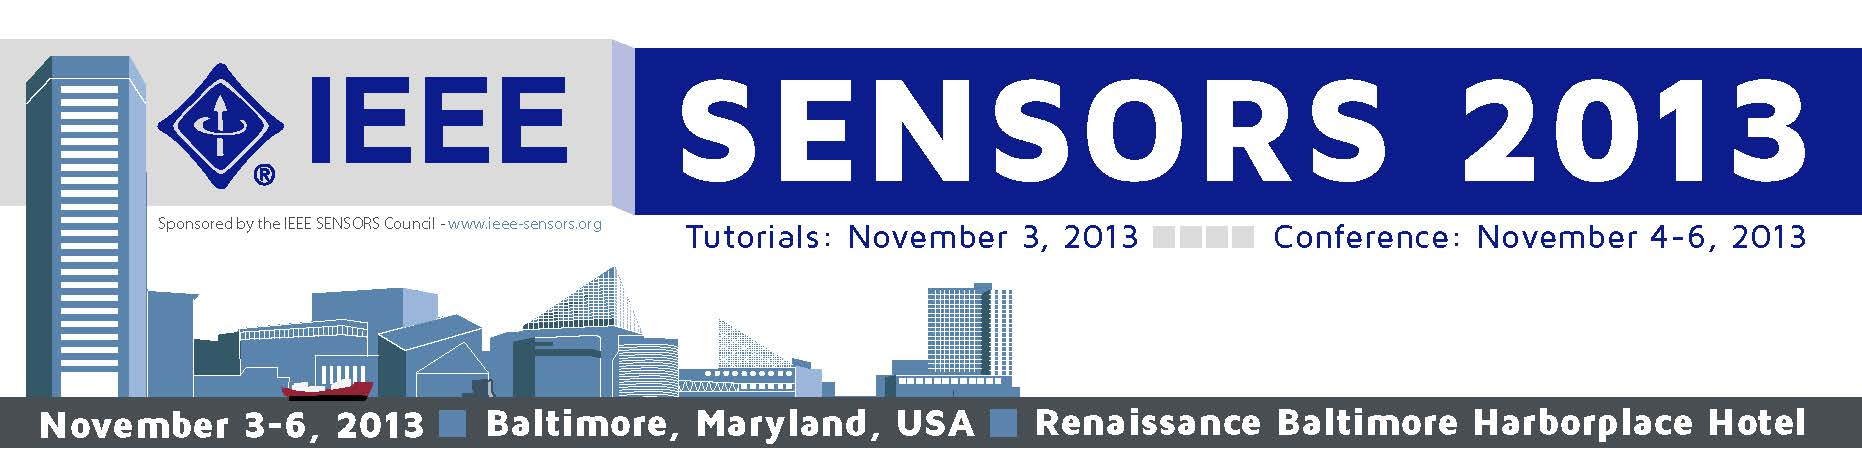 IEEE
®
SENSORS 2013
Sponsored by the IEEE SENSORS Council - www.ieee-sensors.org
Tutorials: November 3, 2013 Conference: November 4-6, 2013
November 3-6, 2013 Baltimore, Maryland, USA Renaissance Baltimore Harborplace Hotel